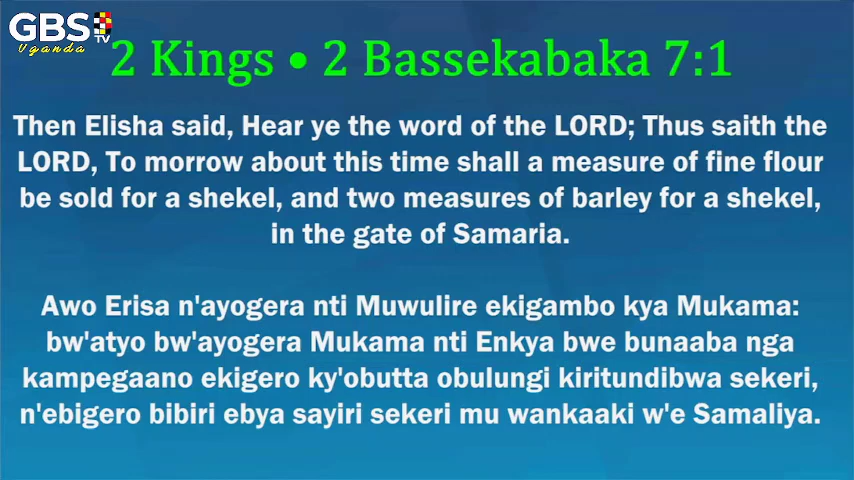 GBS TV
Uganda
2 Kings • 2 Bassekabaka 7:1
Then Elisha said, Hear ye the word of the LORD; Thus saith the
LORD, To morrow about this time shall a measure of fine flour
be sold for a shekel, and two measures of barley for a shekel,
in the gate of Samaria.
Awo Erisa n'ayogera nti Muwulire ekigambo kya Mukama:
bw'atyo bw'ayogera Mukama nti Enkya bwe bunaaba nga
kampegaano ekigero ky'obutta obulungi kiritundibwa sekeri,
n'ebigero bibiri ebya sayiri sekeri mu wankaaki w'e Samaliya.